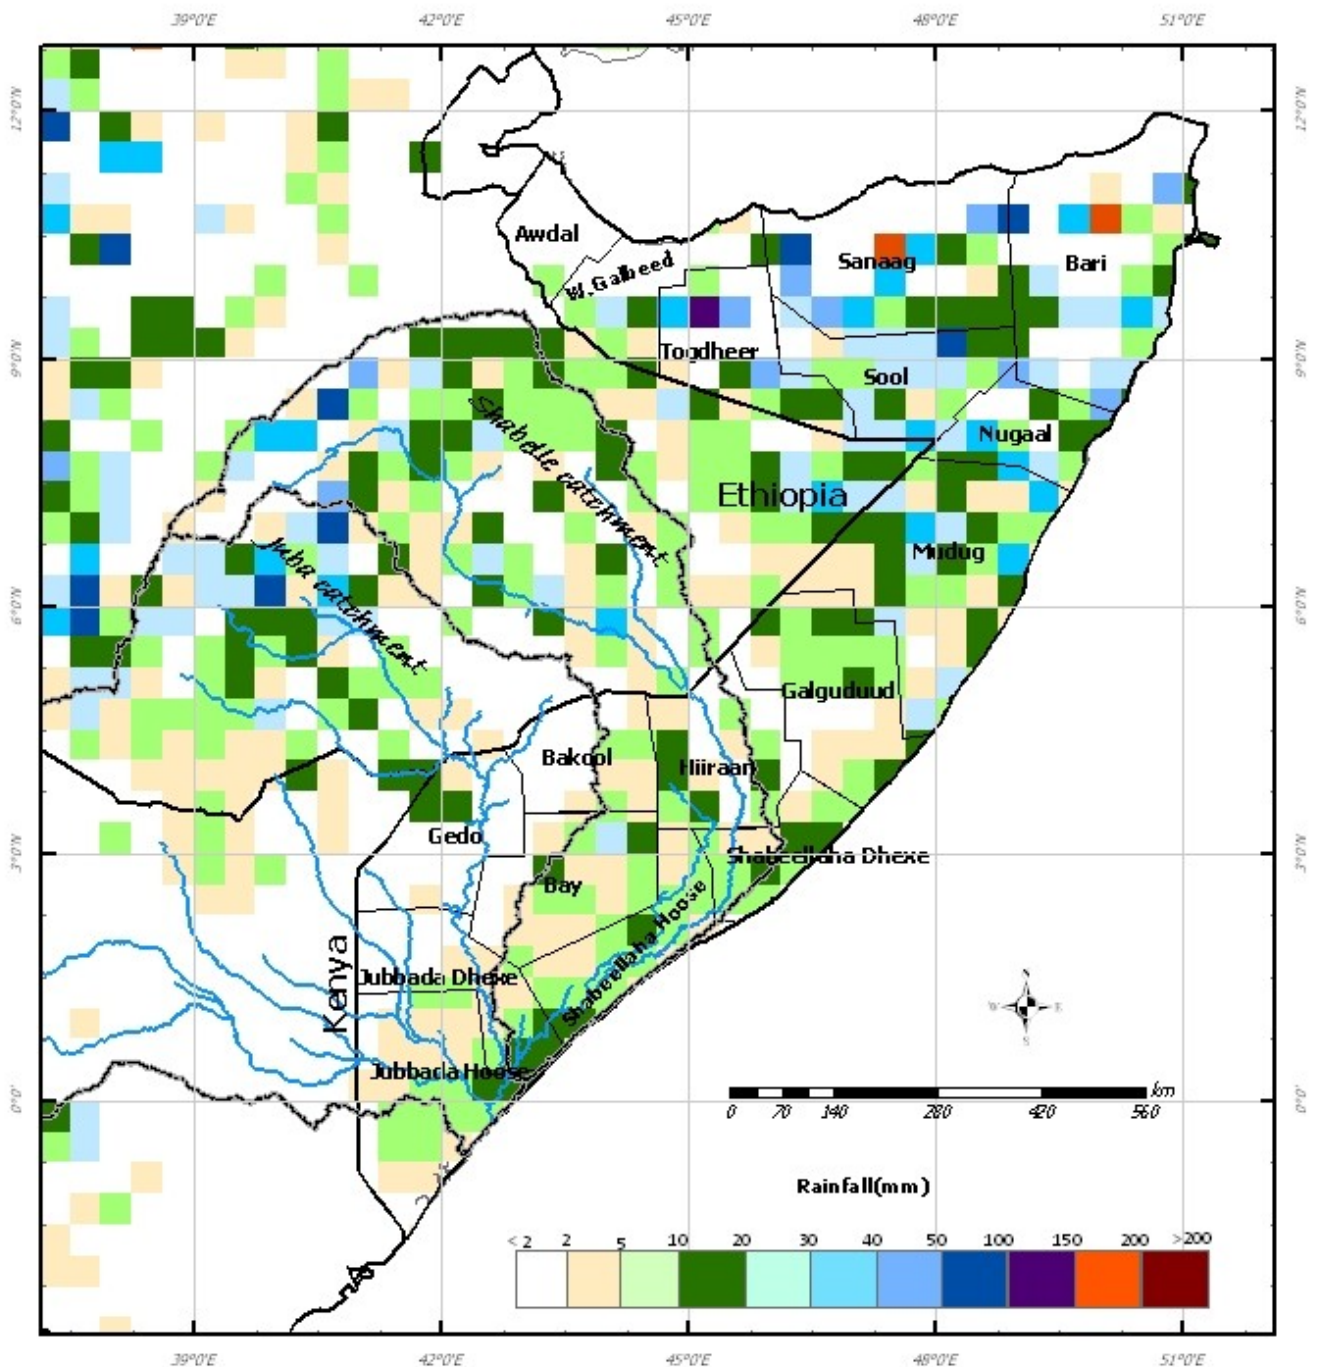 39°0'E 42°0'E 45°0'E 48°0'E 51°0'E
12°0'N 12°0'N
Awdal
W.Galbeed
Sanaag
Bari
Togdheer
9°0'N 9°0'N
Sool
Shabelle catchment
Nugaal
Ethiopia
Juba catchment
Mudug
6°0'N 6°0'N
Galguduud
Bakool
Hiiraan
Gedo
3°0'N 3°0'N
Shabeellaha Dhexe
Bay
Shabeellaha Hoose
Kenya
Jubbada Dhexe
N
W E
S
Jubbada Hoose
0°0' 0°0'
km
0 70 140 280 420 560
Rainfall(mm)
< 2 2 5 10 20 30 40 50 100 150 200 >200
39°0'E 42°0'E 45°0'E 48°0'E 51°0'E